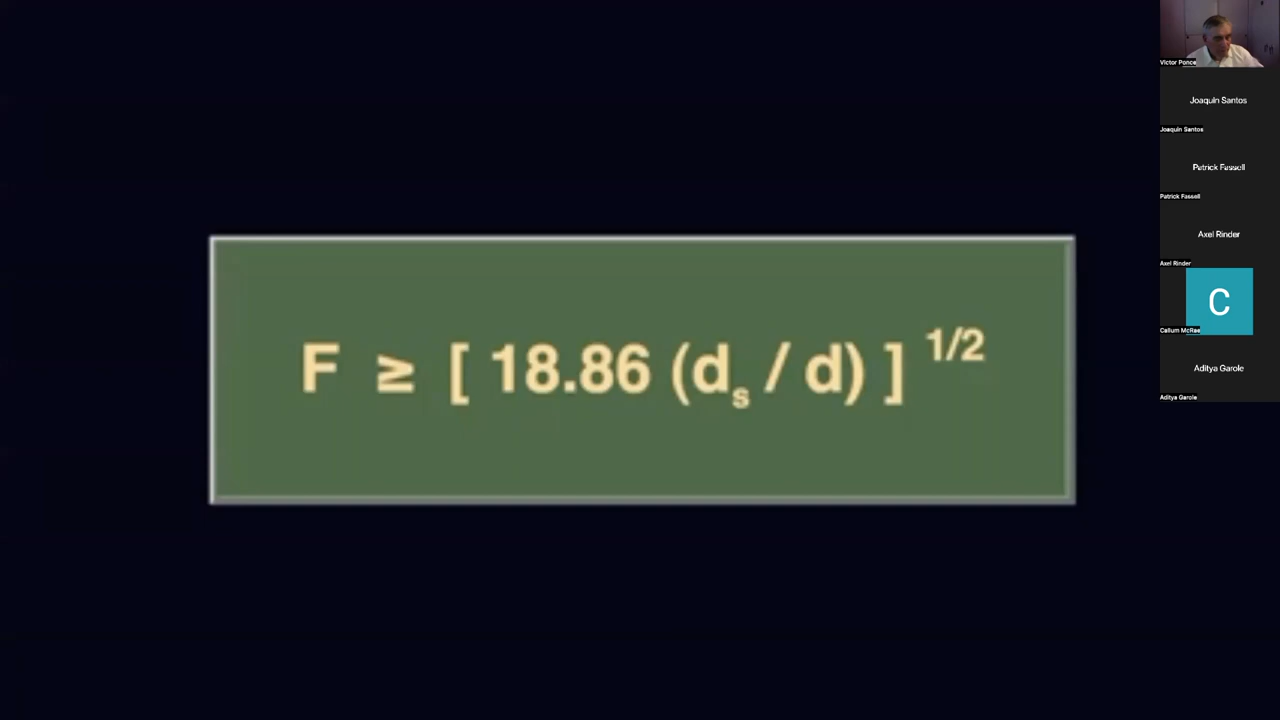 F ≥ [ 18.86 (ds / d) ] 1/2
Victor Ponce
Joaquin Santos
Joaquin Santos
Patrick Fassell
Patrick Fassell
Axel Rinder
Axel Rinder
C
Callum McRae
Aditya Garole
Aditya Garole